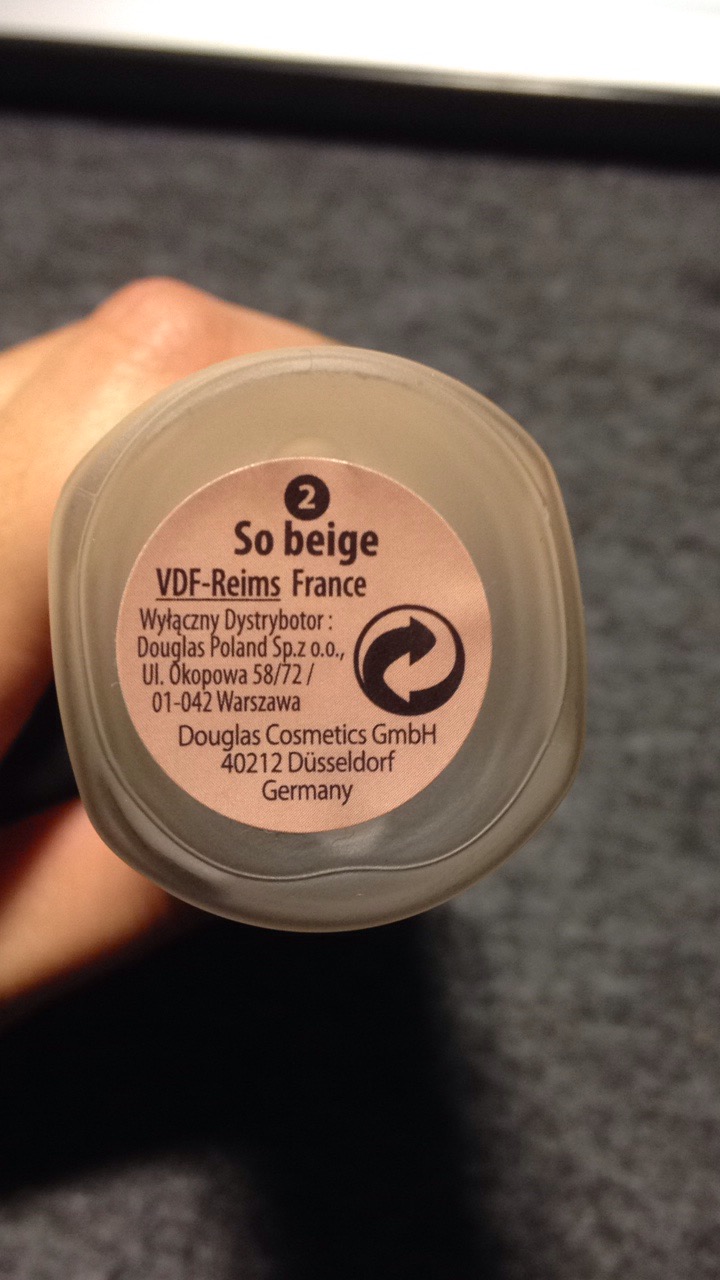 2
So beige
VDF-Reims France
Wyłączny Dystrybotor :
Douglas Poland Sp.z o.o.,
Ul. Okopowa 58/72 /
01-042 Warszawa
Douglas Cosmetics GmbH
40212 Düsseldorf
Germany